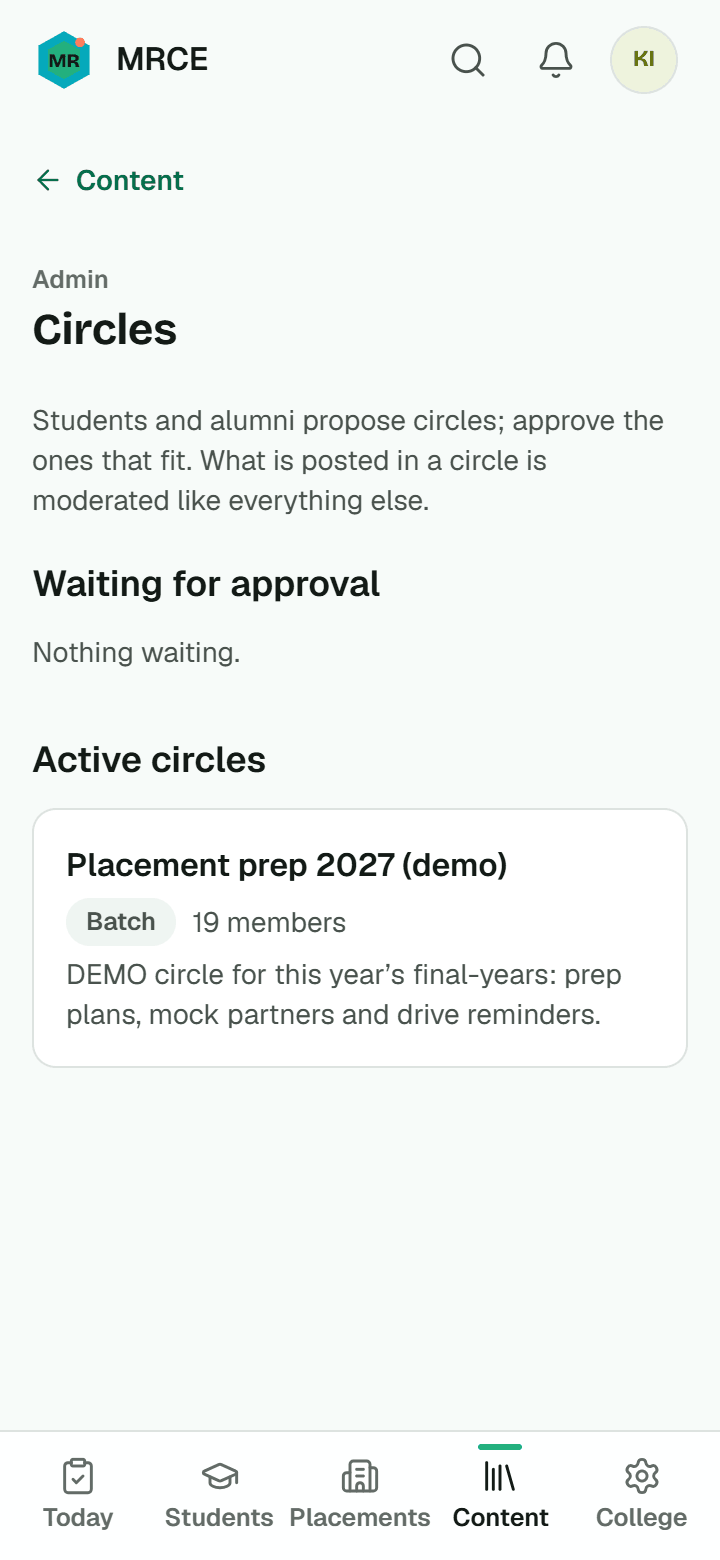 MR
MRCE
KI
Content
Admin
Circles
Students and alumni propose circles; approve the
ones that fit. What is posted in a circle is
moderated like everything else.
Waiting for approval
Nothing waiting.
Active circles
Placement prep 2027 (demo)
Batch 19 members
DEMO circle for this year’s final-years: prep
plans, mock partners and drive reminders.
Today Students Placements Content College